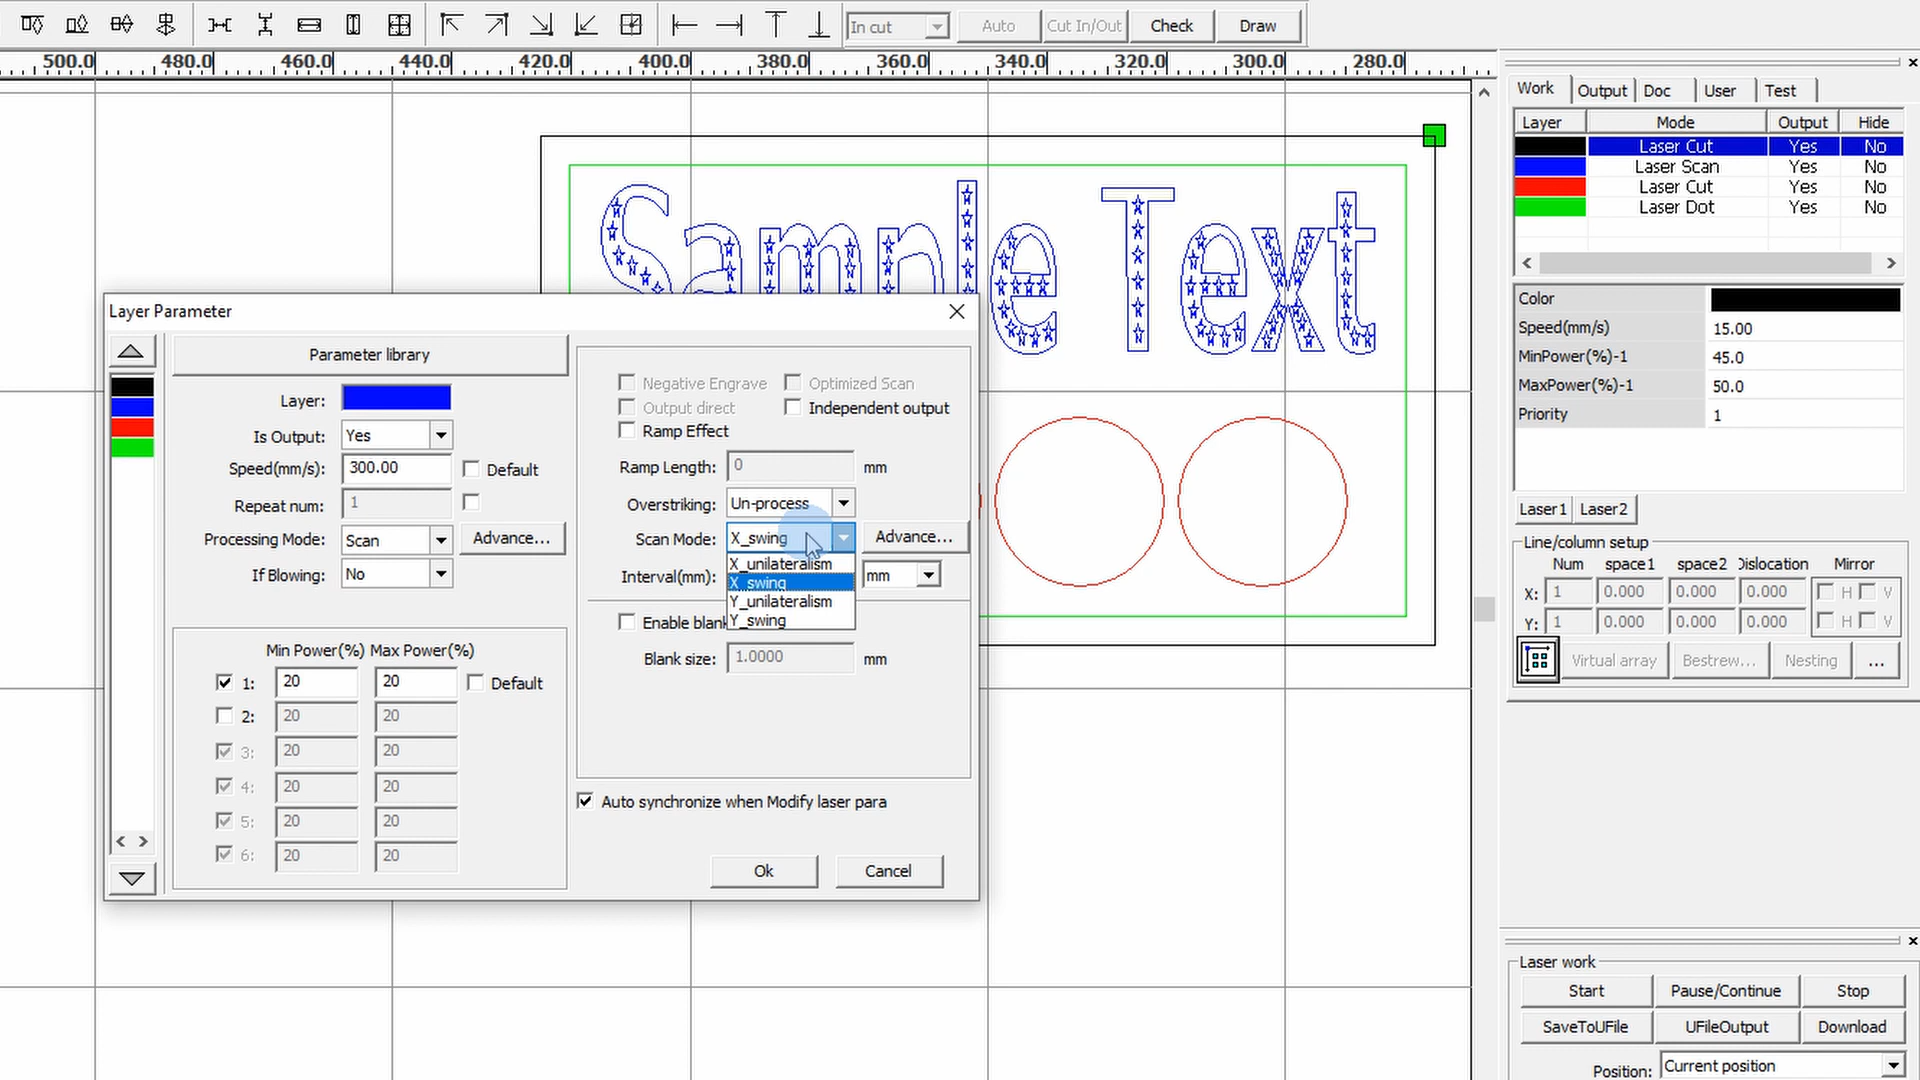 In cut Auto Cut In/Out Check Draw
500.0 480.0 460.0 440.0 420.0 400.0 380.0 360.0 340.0 320.0 300.0 280.0
Sample Text
Layer Parameter
Parameter library
Layer:
Is Output: Yes
Speed(mm/s): 300.00 Default
Repeat num: 1
Processing Mode: Scan Advance...
If Blowing: No
Min Power(%) Max Power(%)
1: 20 20 Default
2: 20 20
3: 20 20
4: 20 20
5: 20 20
6: 20 20
Negative Engrave Optimized Scan
Output direct Independent output
Ramp Effect
Ramp Length: 0 mm
Overstriking: Un-process
Scan Mode: X_swing Advance...
X_unilateralism
X_swing
Y_unilateralism
Y_swing
Interval(mm): mm
Enable blank
Blank size: 1.0000 mm
Auto synchronize when Modify laser para
Ok Cancel
Work Output Doc User Test
Layer Mode Output Hide
Laser Cut Yes No
Laser Scan Yes No
Laser Cut Yes No
Laser Dot Yes No
Color
Speed(mm/s) 15.00
MinPower(%)-1 45.0
MaxPower(%)-1 50.0
Priority 1
Laser1 Laser2
Line/column setup
Num space1 space2 Dislocation Mirror
X: 1 0.000 0.000 0.000 H V
Y: 1 0.000 0.000 0.000 H V
Virtual array Bestrew... Nesting ...
Laser work
Start Pause/Continue Stop
SaveToUFile UFileOutput Download
Position: Current position